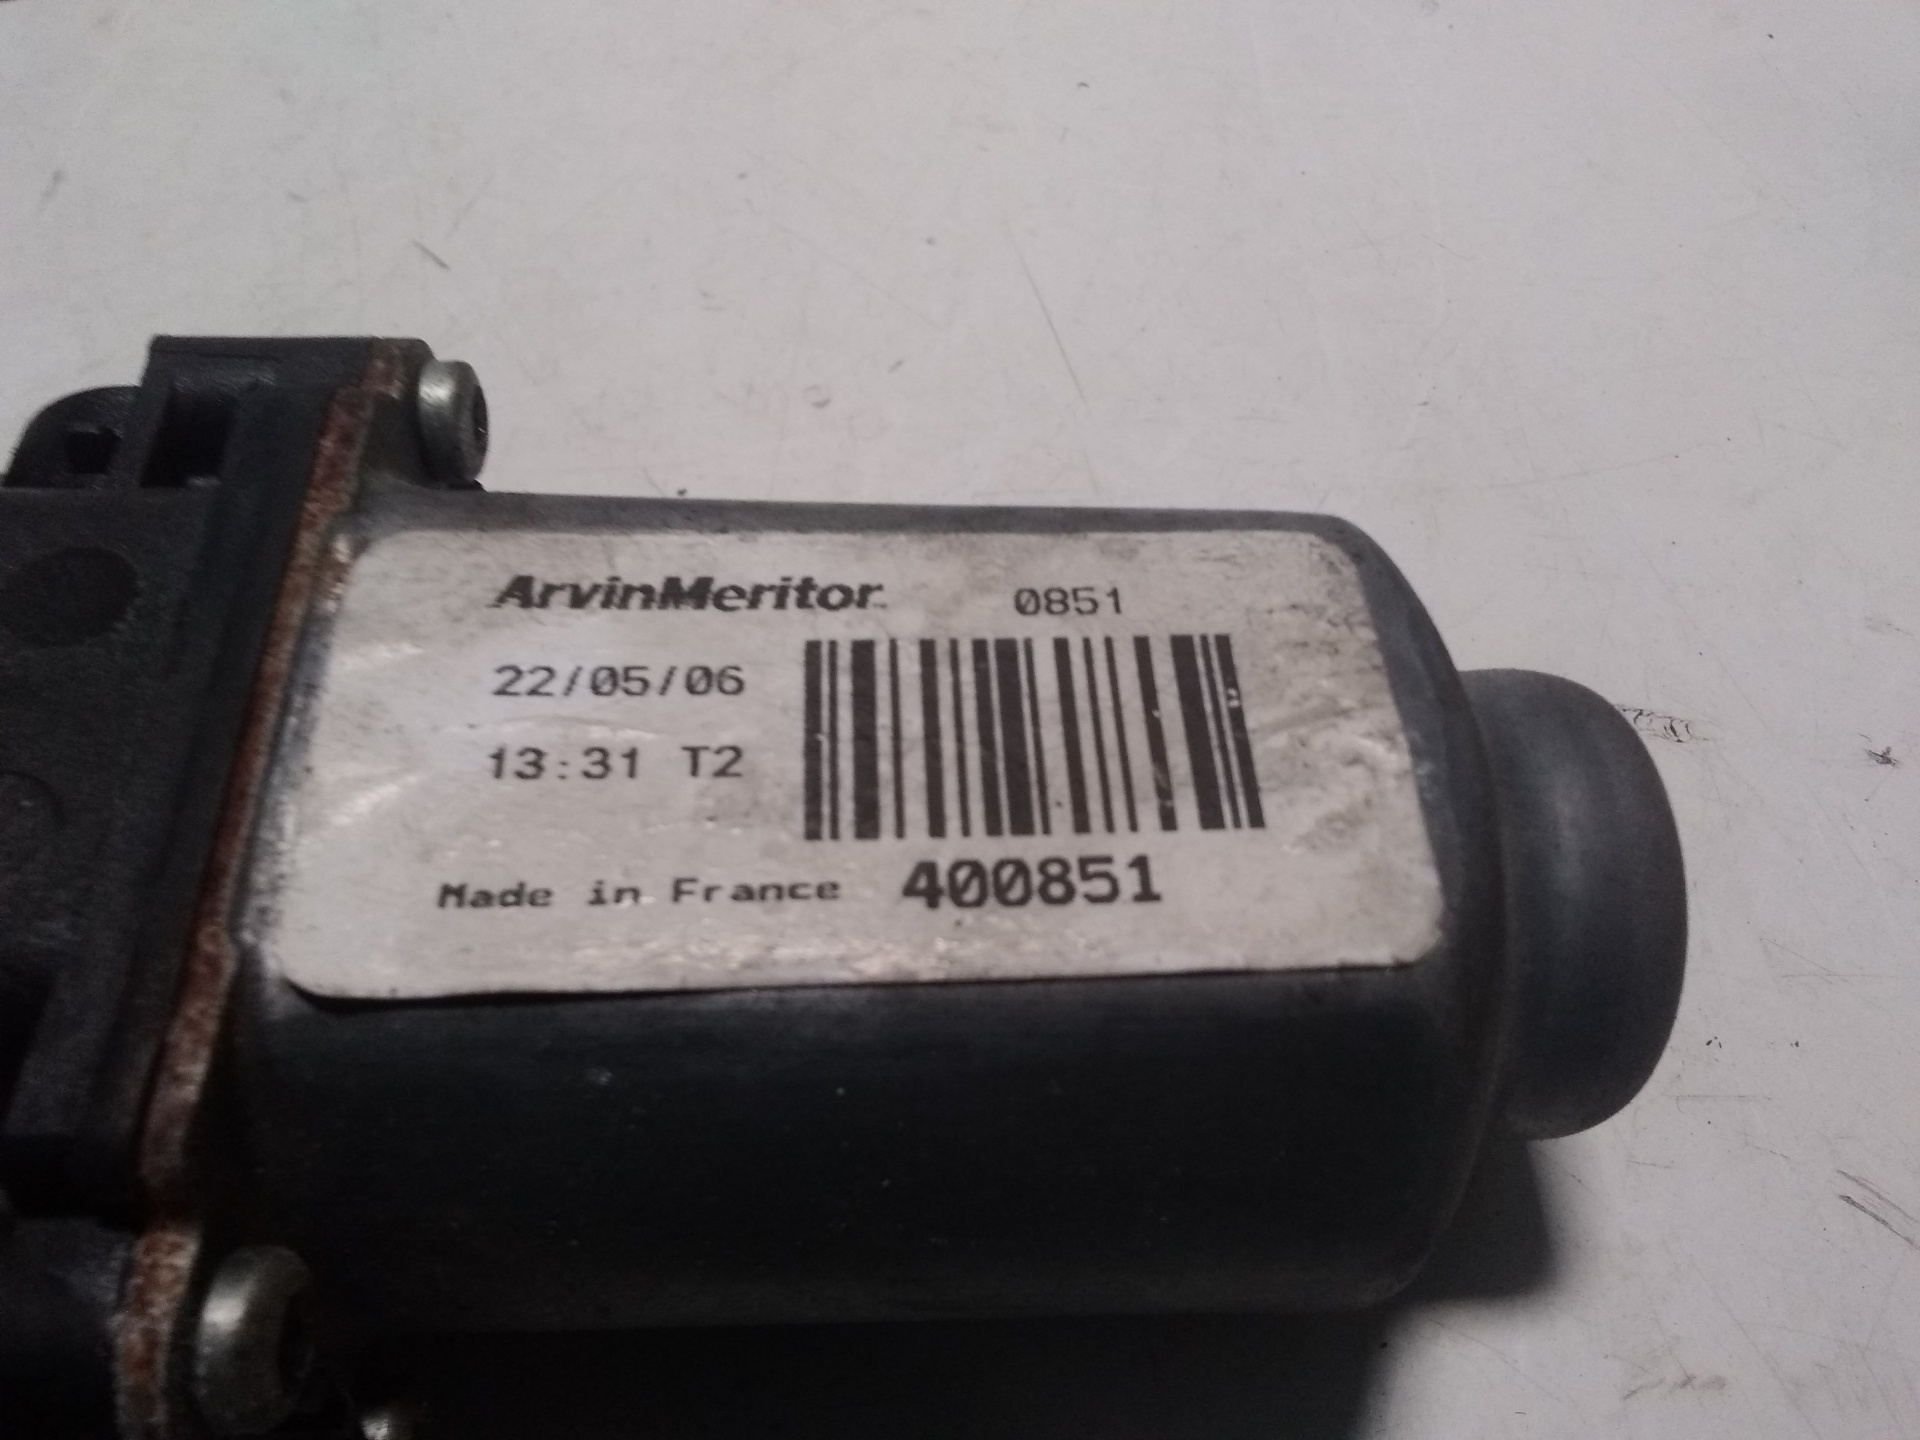 ArvinMeritor 0851
22/05/06
13:31 T2
Made in France 400851